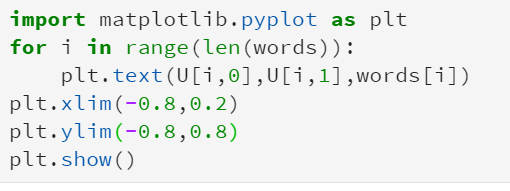 import matplotlib.pyplot as plt
for i in range(len(words)):
    plt.text(U[i,0],U[i,1],words[i])
plt.xlim(-0.8,0.2)
plt.ylim(-0.8,0.8)
plt.show()